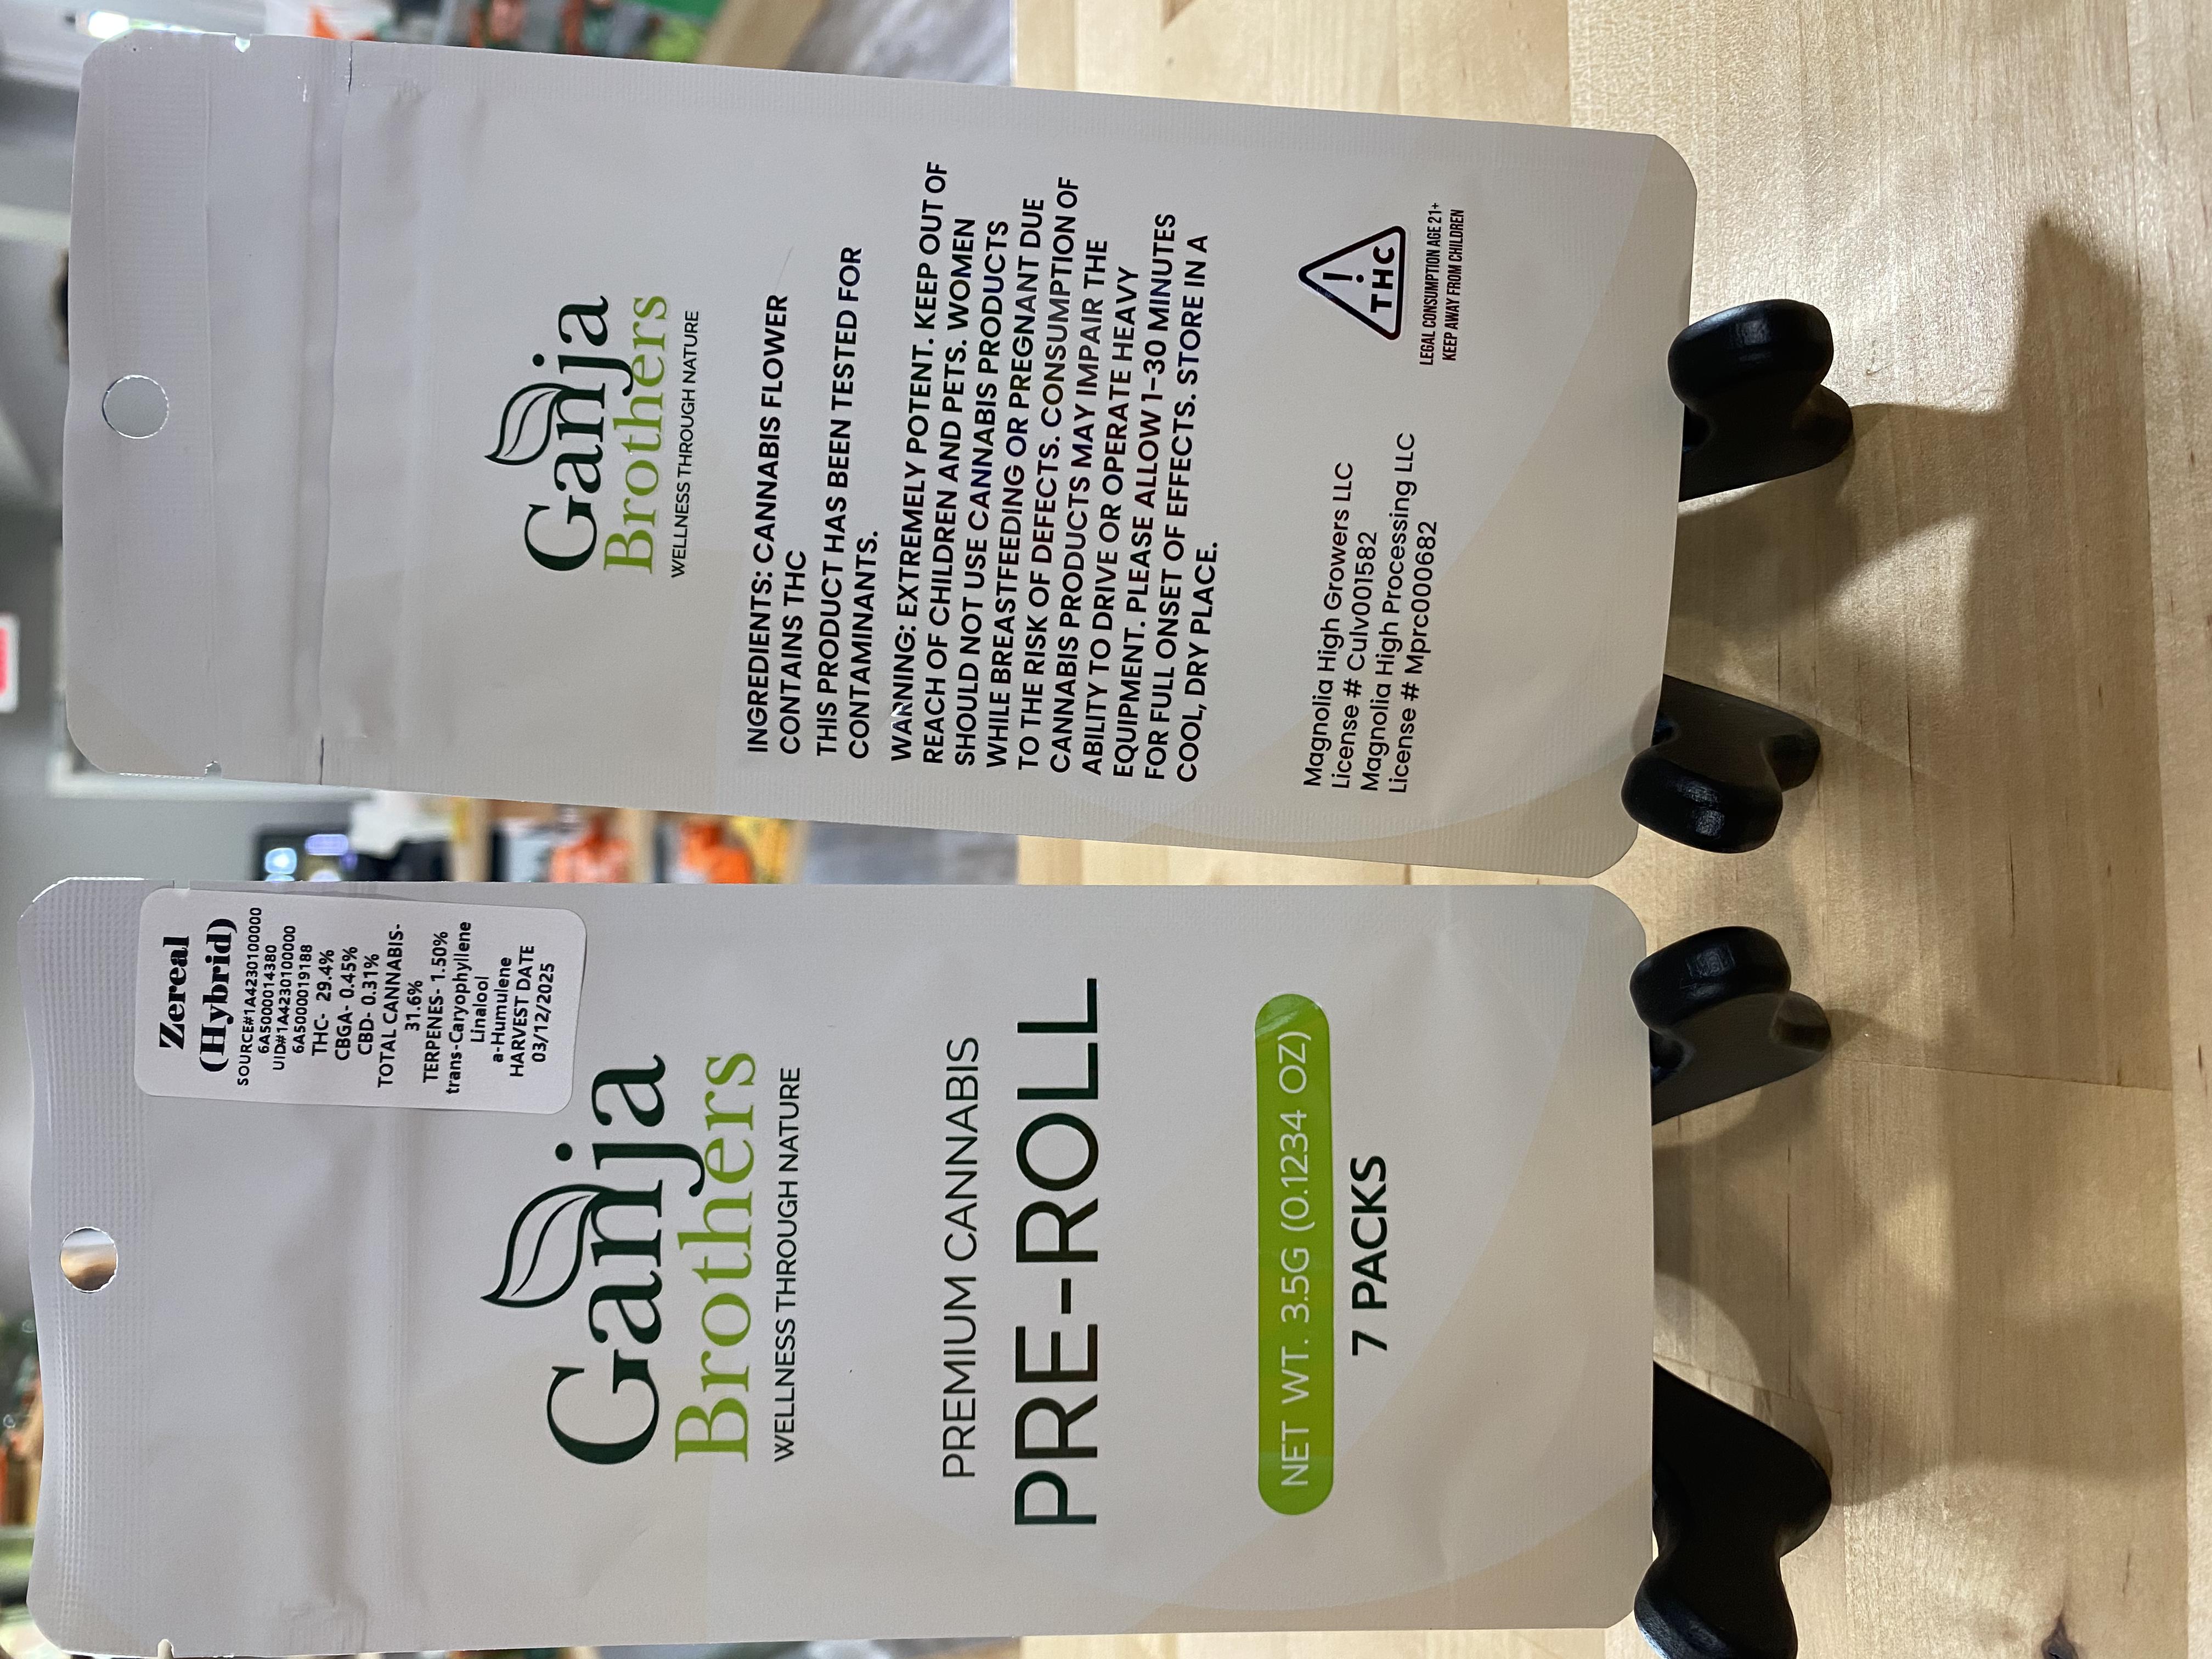 Zereal
(Hybrid)
SOURCE#1A4230100000
6A5000014380
UID#1A4230100000
6A5000019188
THC- 29.4%
CBGA- 0.45%
CBD- 0.31%
TOTAL CANNABIS-
31.6%
TERPENES- 1.50%
trans-Caryophyllene
Linalool
a-Humulene
HARVEST DATE
03/12/2025
Ganja
Brothers
WELLNESS THROUGH NATURE
PREMIUM CANNABIS
PRE-ROLL
NET WT. 3.5G (0.1234 OZ)
7 PACKS
Ganja
Brothers
WELLNESS THROUGH NATURE
INGREDIENTS: CANNABIS FLOWER
CONTAINS THC
THIS PRODUCT HAS BEEN TESTED FOR
CONTAMINANTS.
WARNING: EXTREMELY POTENT. KEEP OUT OF
REACH OF CHILDREN AND PETS. WOMEN
SHOULD NOT USE CANNABIS PRODUCTS
WHILE BREASTFEEDING OR PREGNANT DUE
TO THE RISK OF DEFECTS. CONSUMPTION OF
CANNABIS PRODUCTS MAY IMPAIR THE
ABILITY TO DRIVE OR OPERATE HEAVY
EQUIPMENT. PLEASE ALLOW 1-30 MINUTES
FOR FULL ONSET OF EFFECTS. STORE IN A
COOL, DRY PLACE.
Magnolia High Growers LLC
License # Culv001582
Magnolia High Processing LLC
License # Mprc000682
!
THC
LEGAL CONSUMPTION AGE 21+
KEEP AWAY FROM CHILDREN